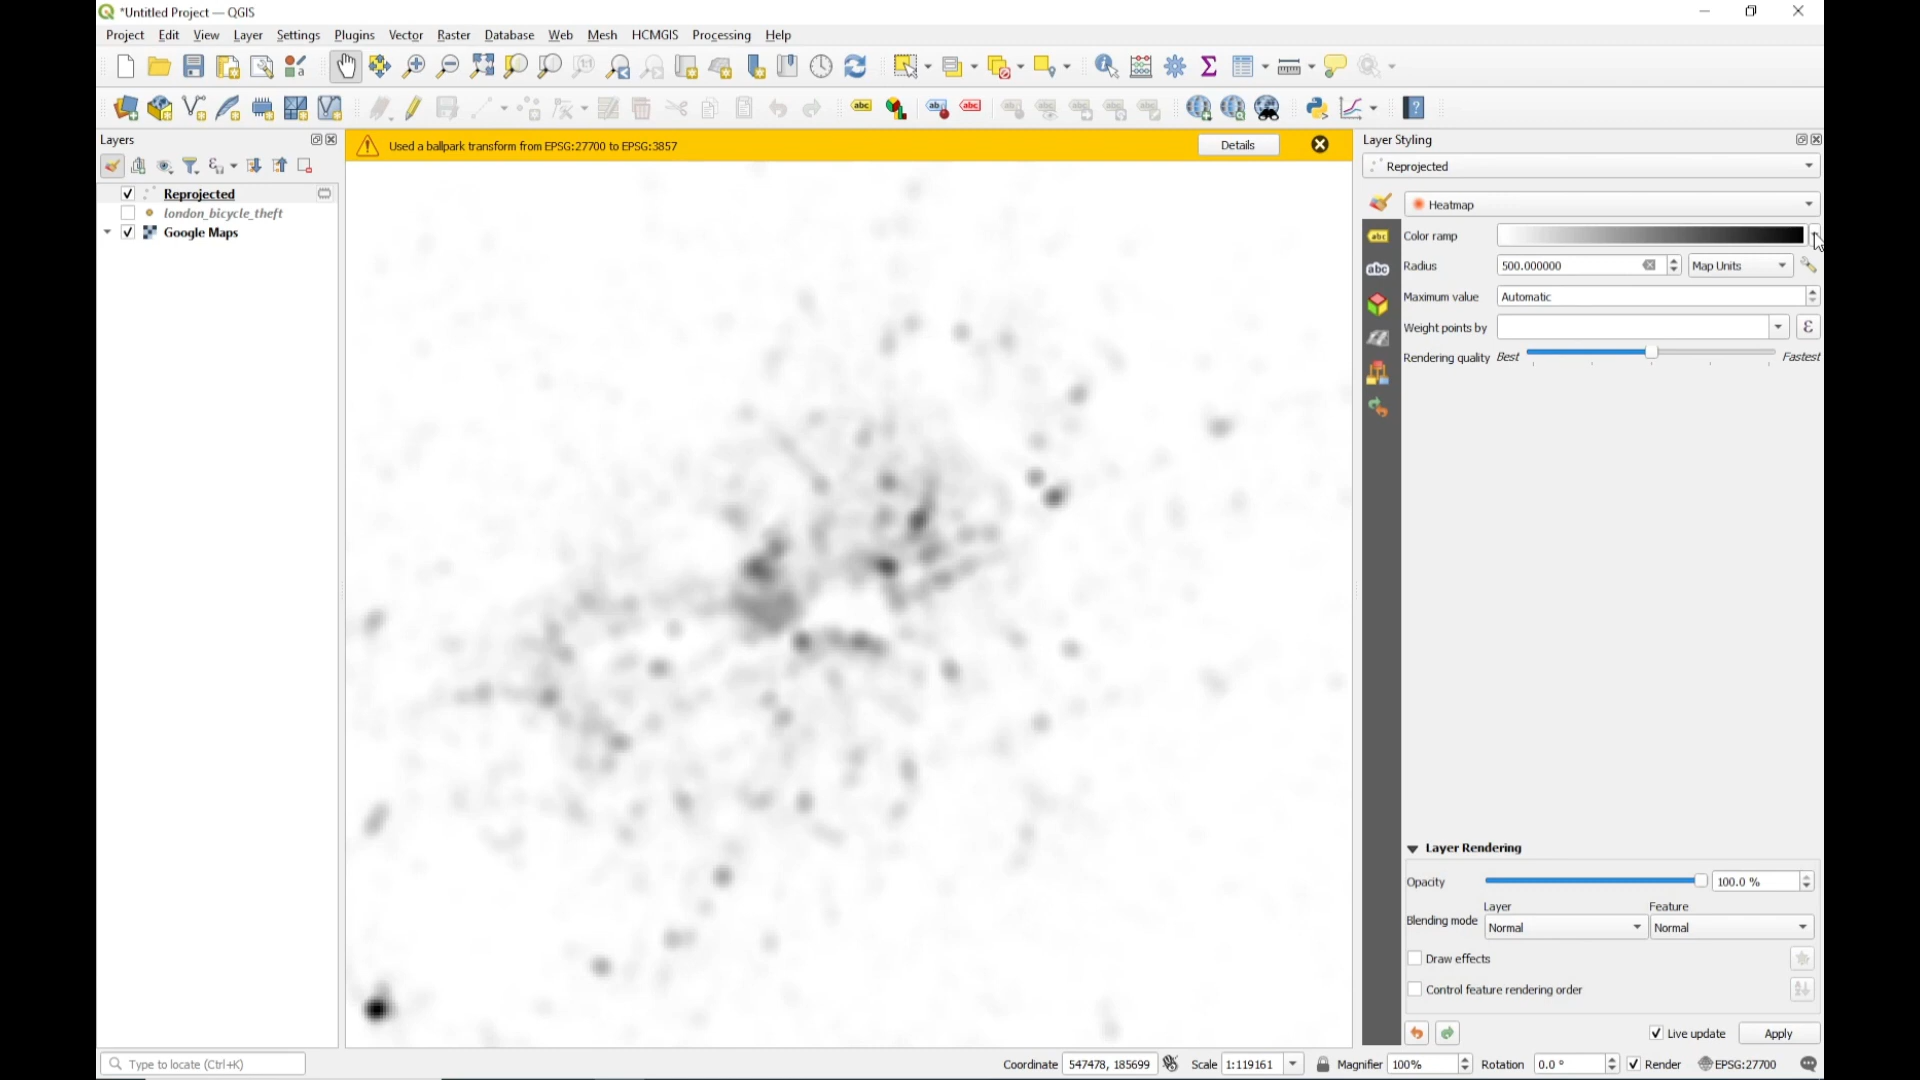 *Untitled Project — QGIS
Project Edit View Layer Settings Plugins Vector Raster Database Web Mesh HCMGIS Processing Help
Layers
Used a ballpark transform from EPSG:27700 to EPSG:3857
Details
Layer Styling
Reprojected
Reprojected
london_bicycle_theft
Google Maps
Heatmap
Color ramp
Radius 500.000000 Map Units
Maximum value Automatic
Weight points by ε
Rendering quality Best Fastest
Layer Rendering
Opacity 100.0 %
Layer Feature
Blending mode Normal Normal
Draw effects
Control feature rendering order
Live update Apply
Type to locate (Ctrl+K)
Coordinate 547478, 185699 Scale 1:119161 Magnifier 100% Rotation 0.0 ° Render EPSG:27700